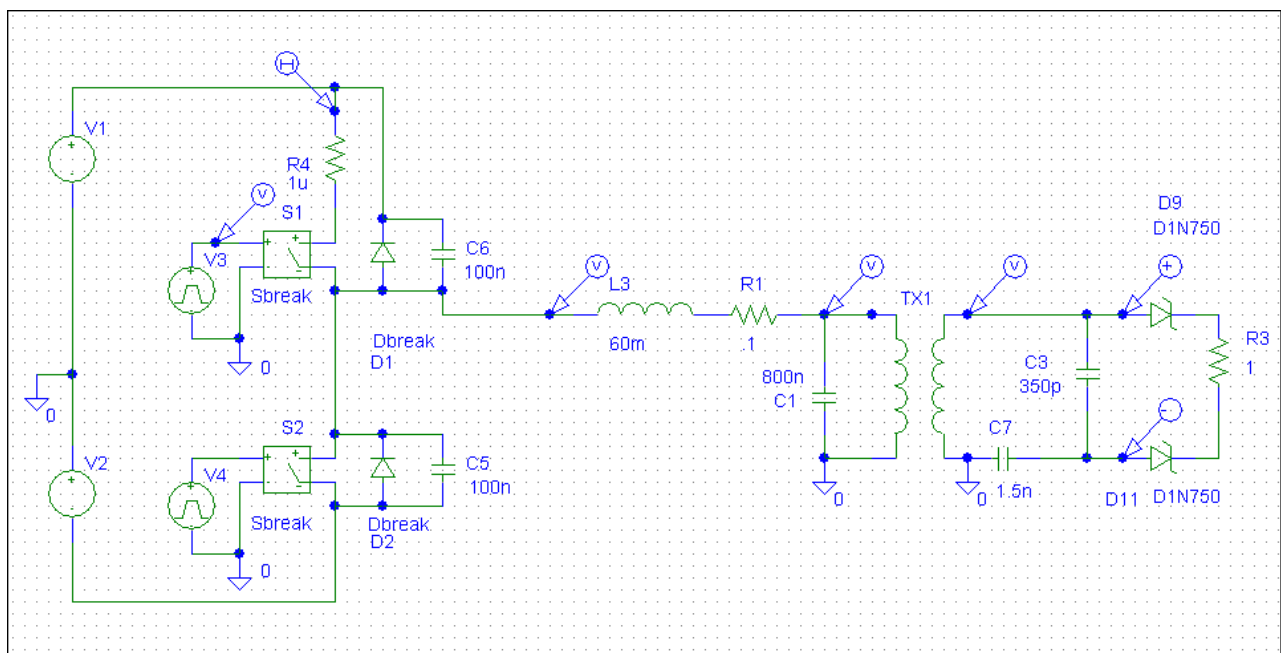 H
V1
R4
1u
V
S1
V3
Sbreak
0
C6
100n
Dbreak
D1
V
L3
60m
R1
.1
V
800n
C1
0
TX1
V
C3
350p
C7
1.5n
0
D9
D1N750
+
R3
1
-
D11
D1N750
0
V2
S2
V4
Sbreak
0
C5
100n
Dbreak
D2